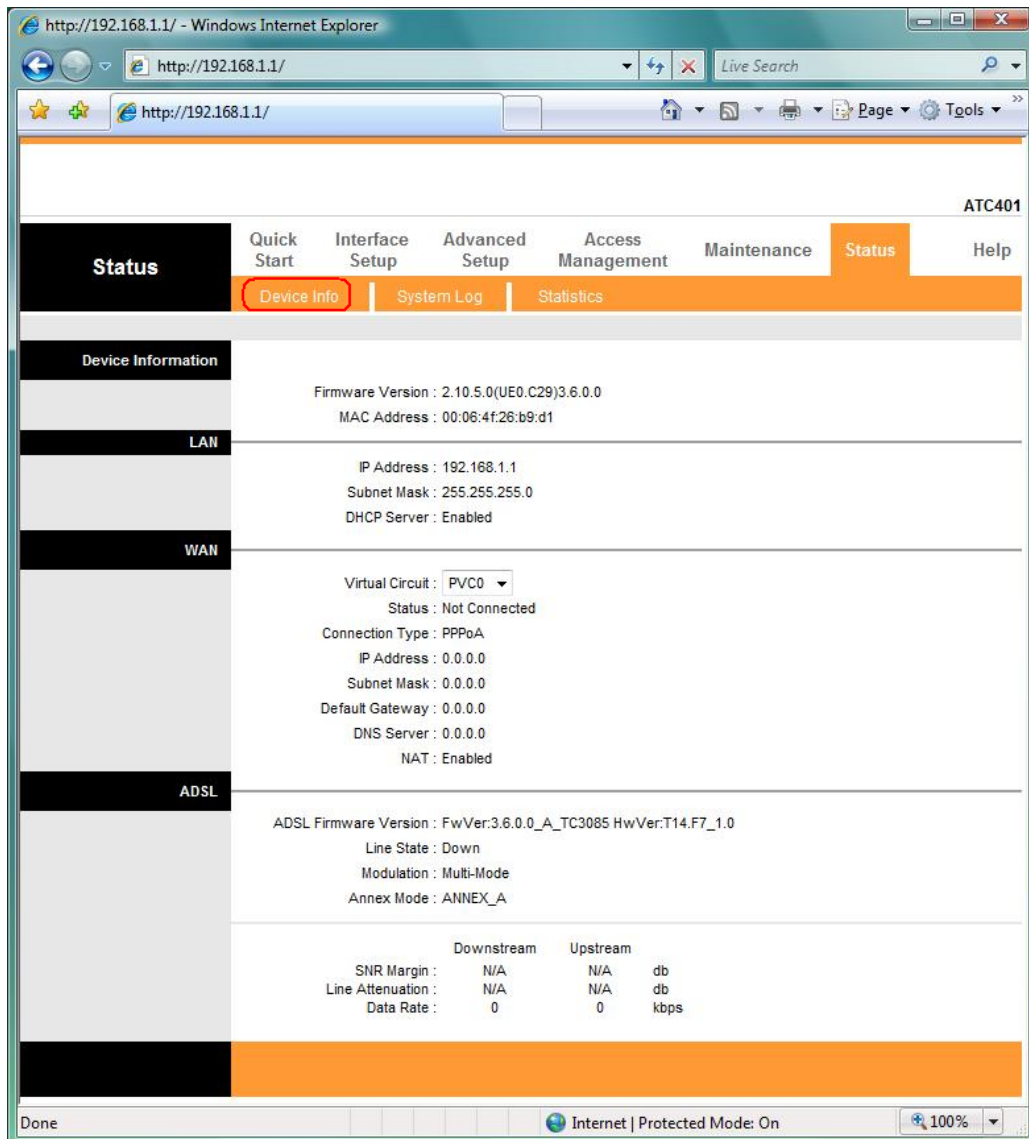 http://192.168.1.1/ - Windows Internet Explorer
http://192.168.1.1/
Live Search
http://192.168.1.1/
Page
Tools
ATC401
Status
Quick Start
Interface Setup
Advanced Setup
Access Management
Maintenance
Status
Help
Device Info
System Log
Statistics
Device Information
Firmware Version : 2.10.5.0(UE0.C29)3.6.0.0
MAC Address : 00:06:4f:26:b9:d1
LAN
IP Address : 192.168.1.1
Subnet Mask : 255.255.255.0
DHCP Server : Enabled
WAN
Virtual Circuit : PVC0
Status : Not Connected
Connection Type : PPPoA
IP Address : 0.0.0.0
Subnet Mask : 0.0.0.0
Default Gateway : 0.0.0.0
DNS Server : 0.0.0.0
NAT : Enabled
ADSL
ADSL Firmware Version : FwVer:3.6.0.0_A_TC3085 HwVer:T14.F7_1.0
Line State : Down
Modulation : Multi-Mode
Annex Mode : ANNEX_A
Downstream Upstream
SNR Margin : N/A N/A db
Line Attenuation : N/A N/A db
Data Rate : 0 0 kbps
Done
Internet | Protected Mode: On
100%